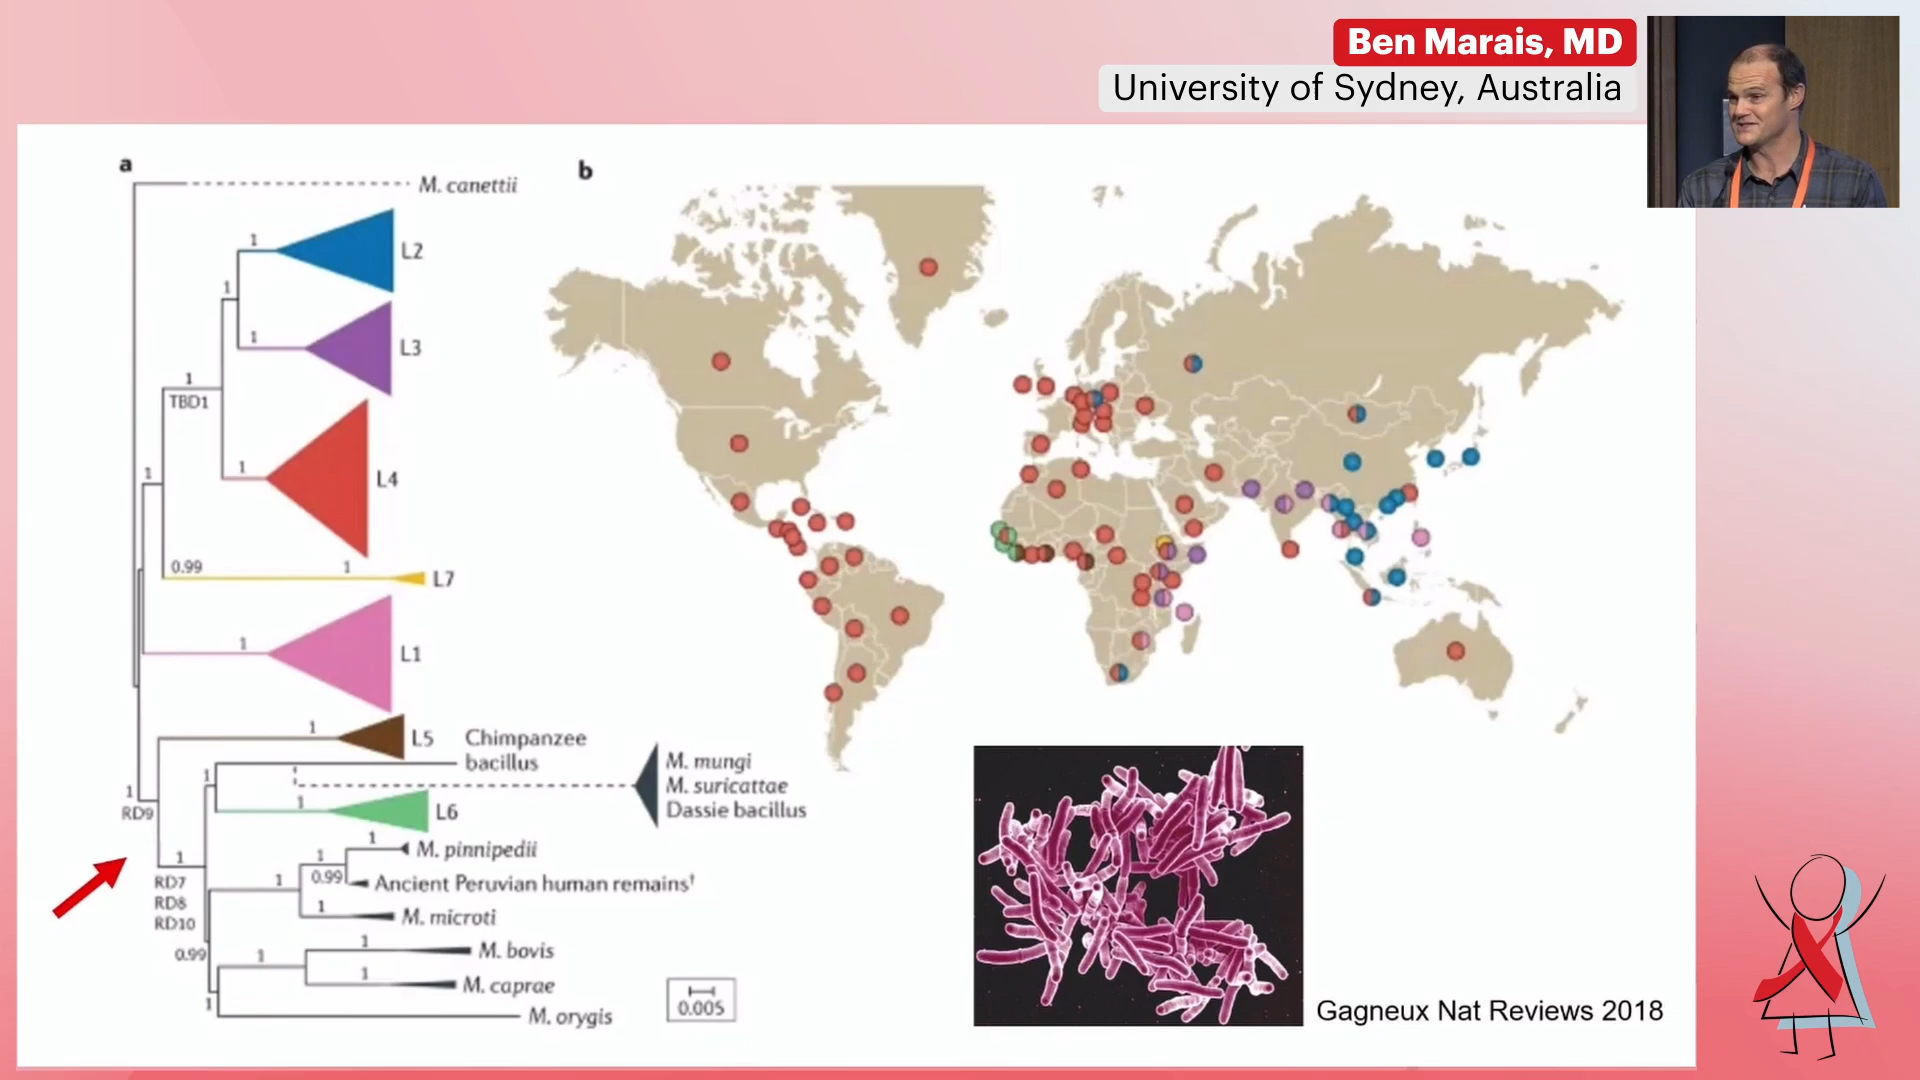 Ben Marais, MD
University of Sydney, Australia
a
M. canettii
1
L2
1
1
L3
1
TBD1
1
L4
1
0.99
1
L7
1
L1
1
L5
Chimpanzee
bacillus
M. mungi
M. suricattae
Dassie bacillus
1
1
L6
1
RD9
1
M. pinnipedii
1
0.99
Ancient Peruvian human remains†
1
RD7
RD8
RD10
1
1
M. microti
0.99
1
1
M. bovis
1
M. caprae
1
M. orygis
0.005
b
Gagneux Nat Reviews 2018